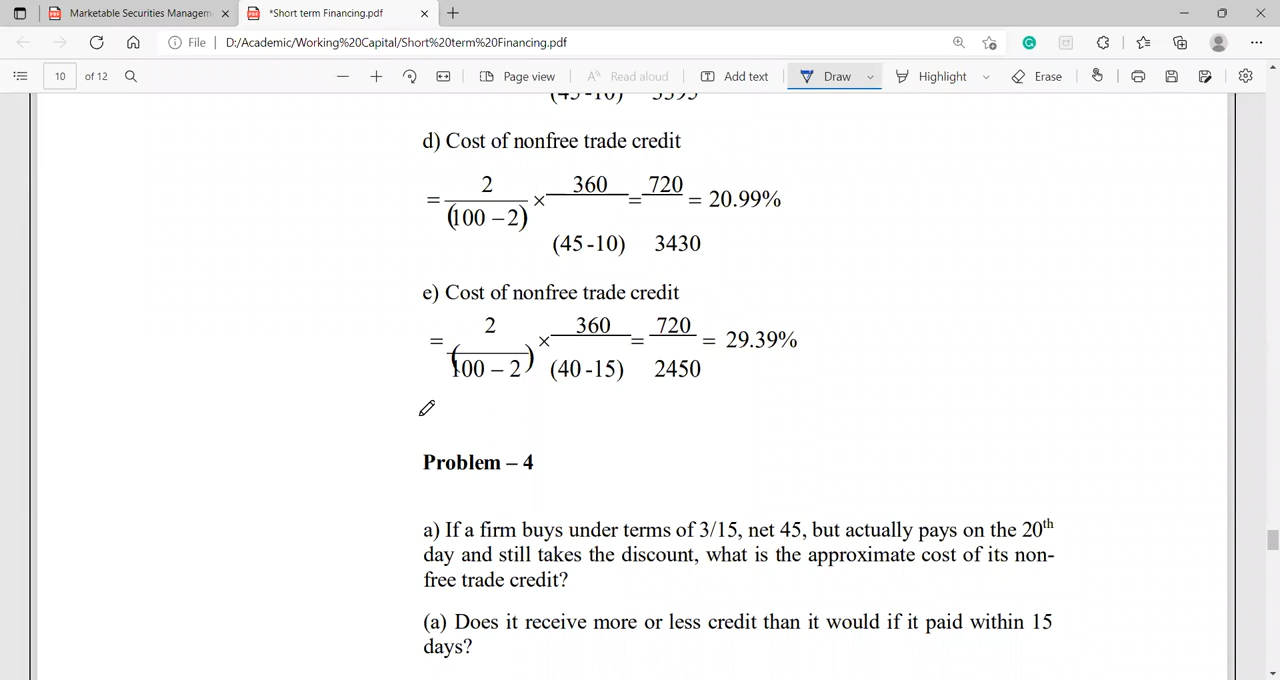 Marketable Securities Managem
*Short term Financing.pdf
File D:/Academic/Working%20Capital/Short%20term%20Financing.pdf
10 of 12 Page view Read aloud Add text Draw Highlight Erase
(45-10) 3395
d) Cost of nonfree trade credit
= 2 / (100 – 2) × 360 / (45 -10) = 720 / 3430 = 20.99%
e) Cost of nonfree trade credit
= 2 / (100 – 2) × 360 / (40 -15) = 720 / 2450 = 29.39%
Problem – 4
a) If a firm buys under terms of 3/15, net 45, but actually pays on the 20th
day and still takes the discount, what is the approximate cost of its non-
free trade credit?
(a) Does it receive more or less credit than it would if it paid within 15
days?